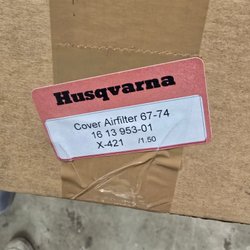 Husqvarna
Cover Airfilter 67-74
16 13 953-01
X-421 /1.50